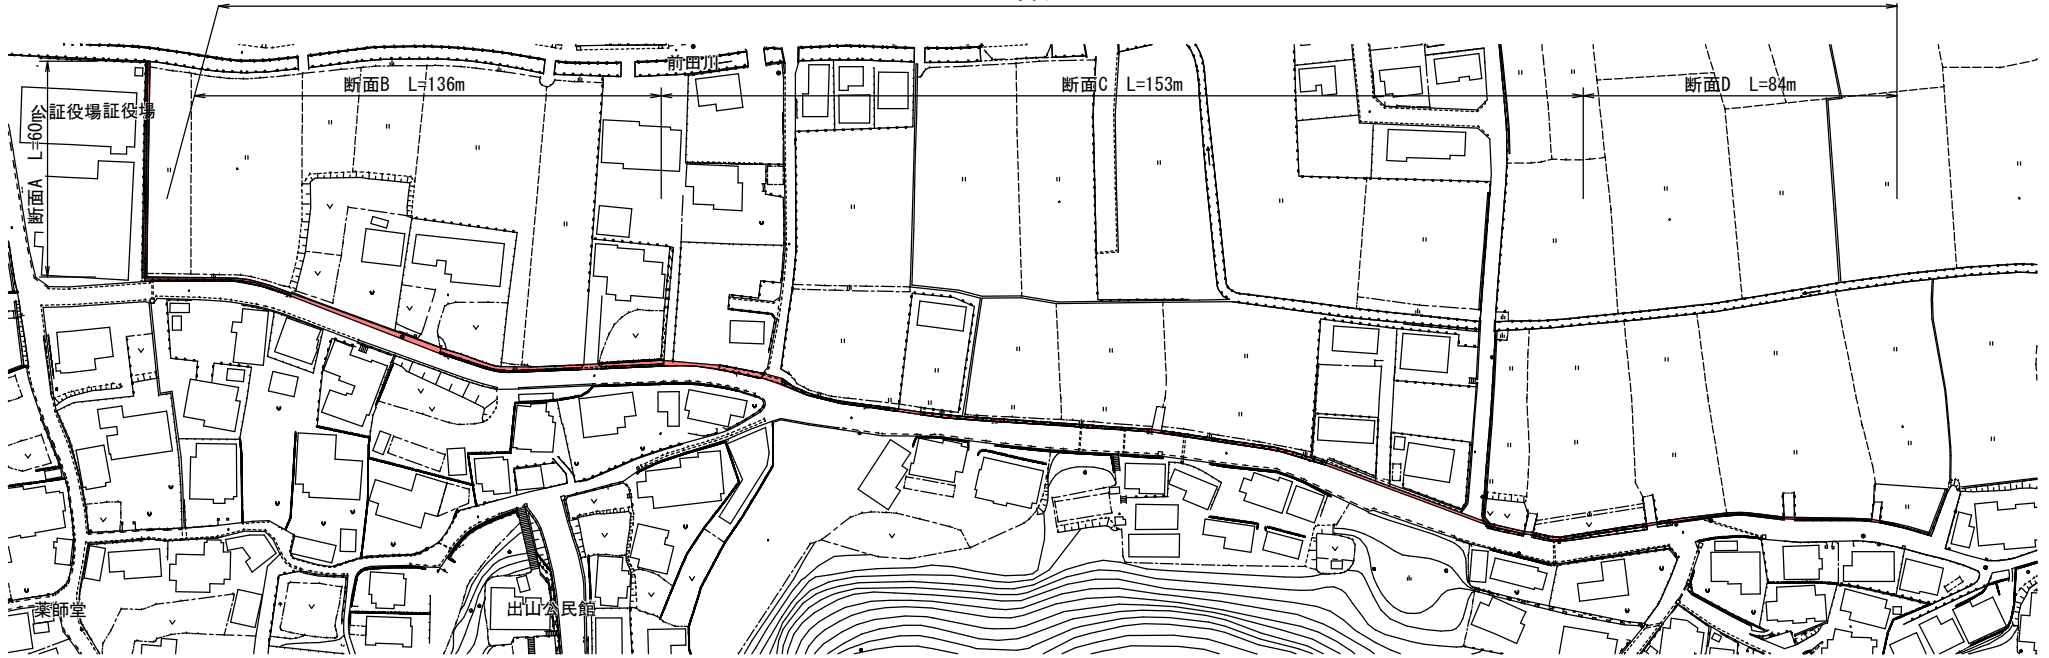 前田川
断面B L=136m
断面C L=153m
断面D L=84m
公証役場証役場
断面A L=60m
薬師堂
出山公民館